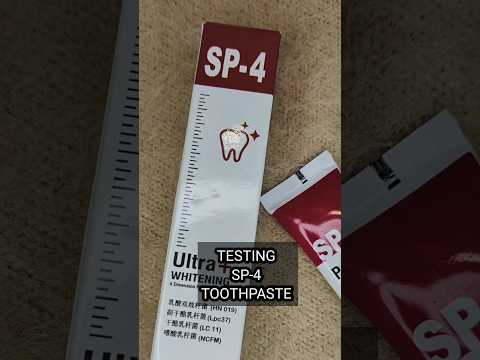 SP-4
Ultra+
WHITENING
乳酸双歧杆菌 (HN 019)
副干酪乳杆菌 (Lpc37)
干酪乳杆菌 (LC 11)
嗜酸乳杆菌 (NCFM)
SP
TESTING
SP-4
TOOTHPASTE